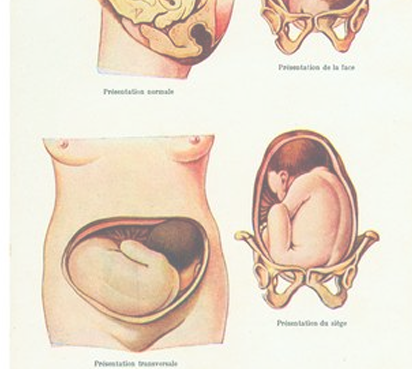 Présentation de la face
Présentation normale
Présentation du siège
Présentation transversale